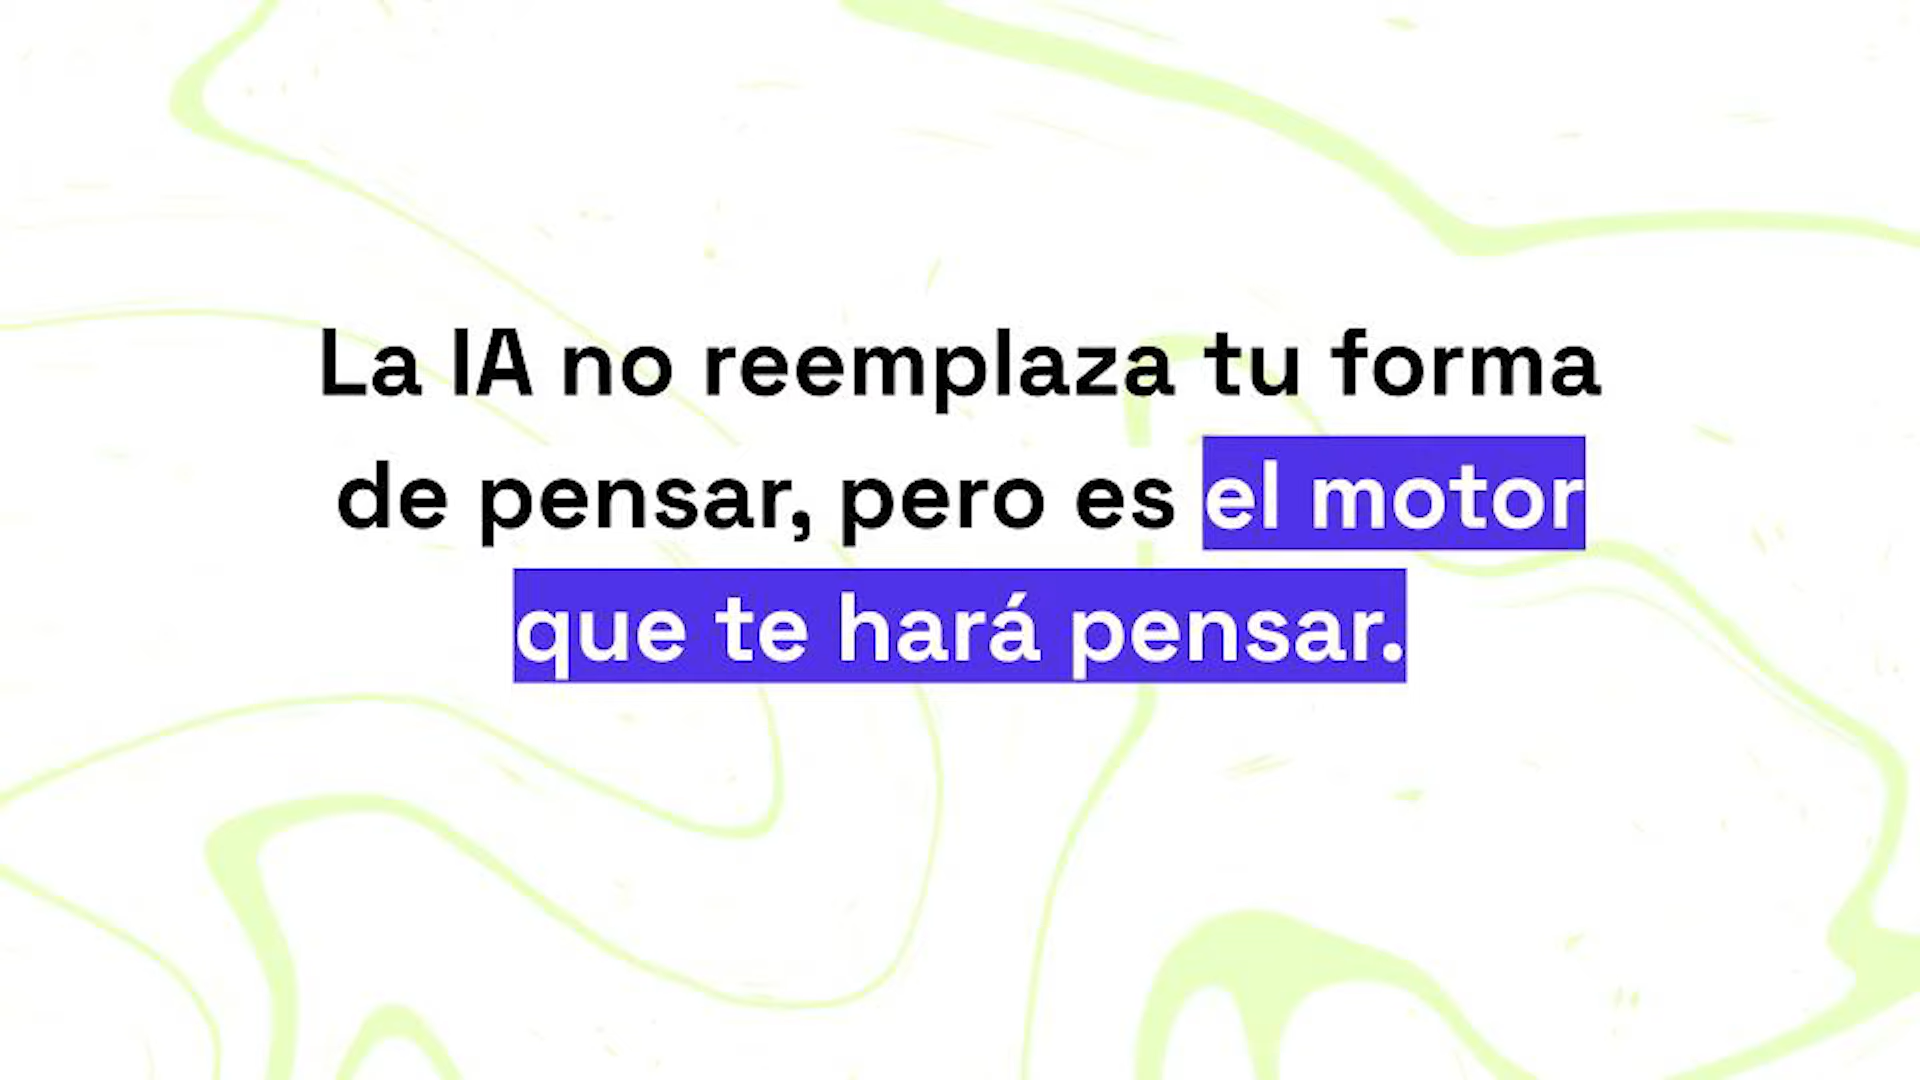 La IA no reemplaza tu forma
de pensar, pero es el motor
que te hará pensar.